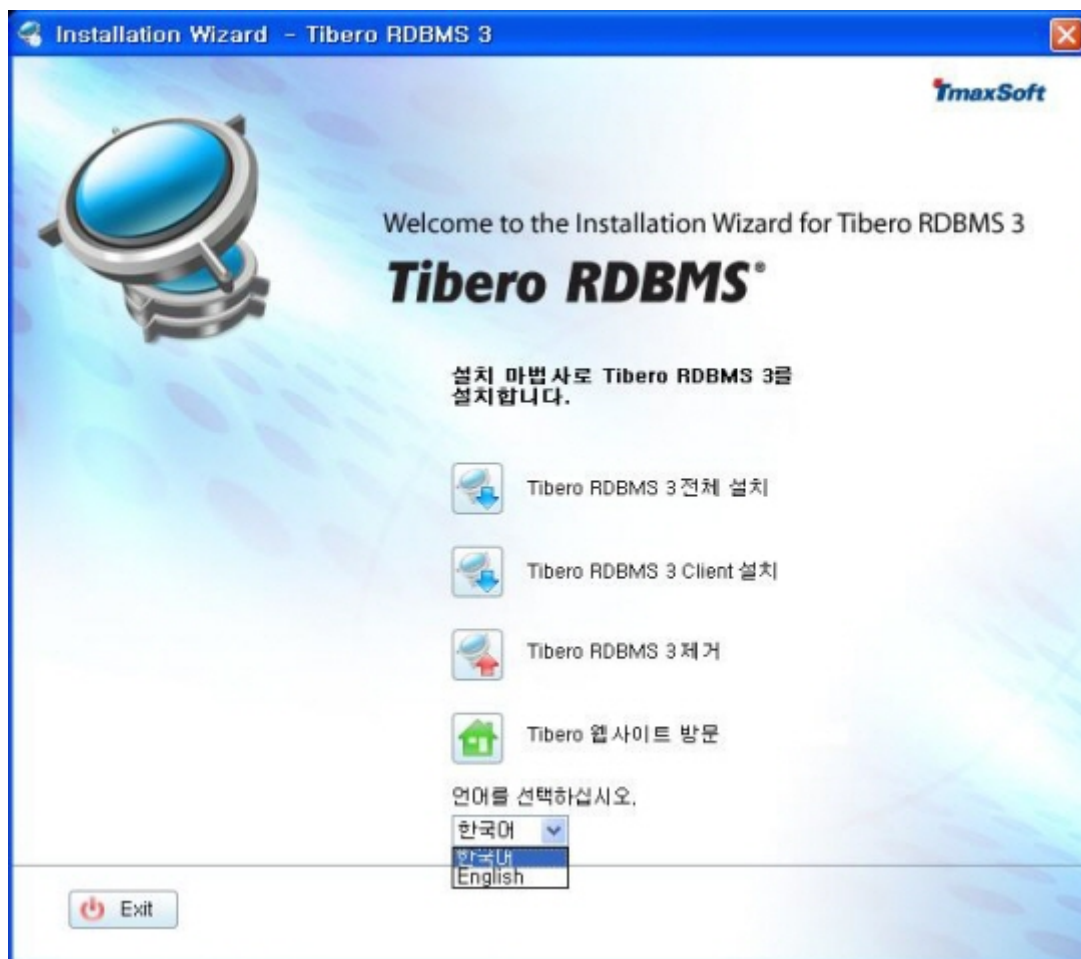 Installation Wizard - Tibero RDBMS 3
TmaxSoft
Welcome to the Installation Wizard for Tibero RDBMS 3
Tibero RDBMS®
설치 마법사로 Tibero RDBMS 3를
설치합니다.
Tibero RDBMS 3 전체 설치
Tibero RDBMS 3 Client 설치
Tibero RDBMS 3 제거
Tibero 웹사이트 방문
언어를 선택하십시오.
한국어
한국어
English
Exit